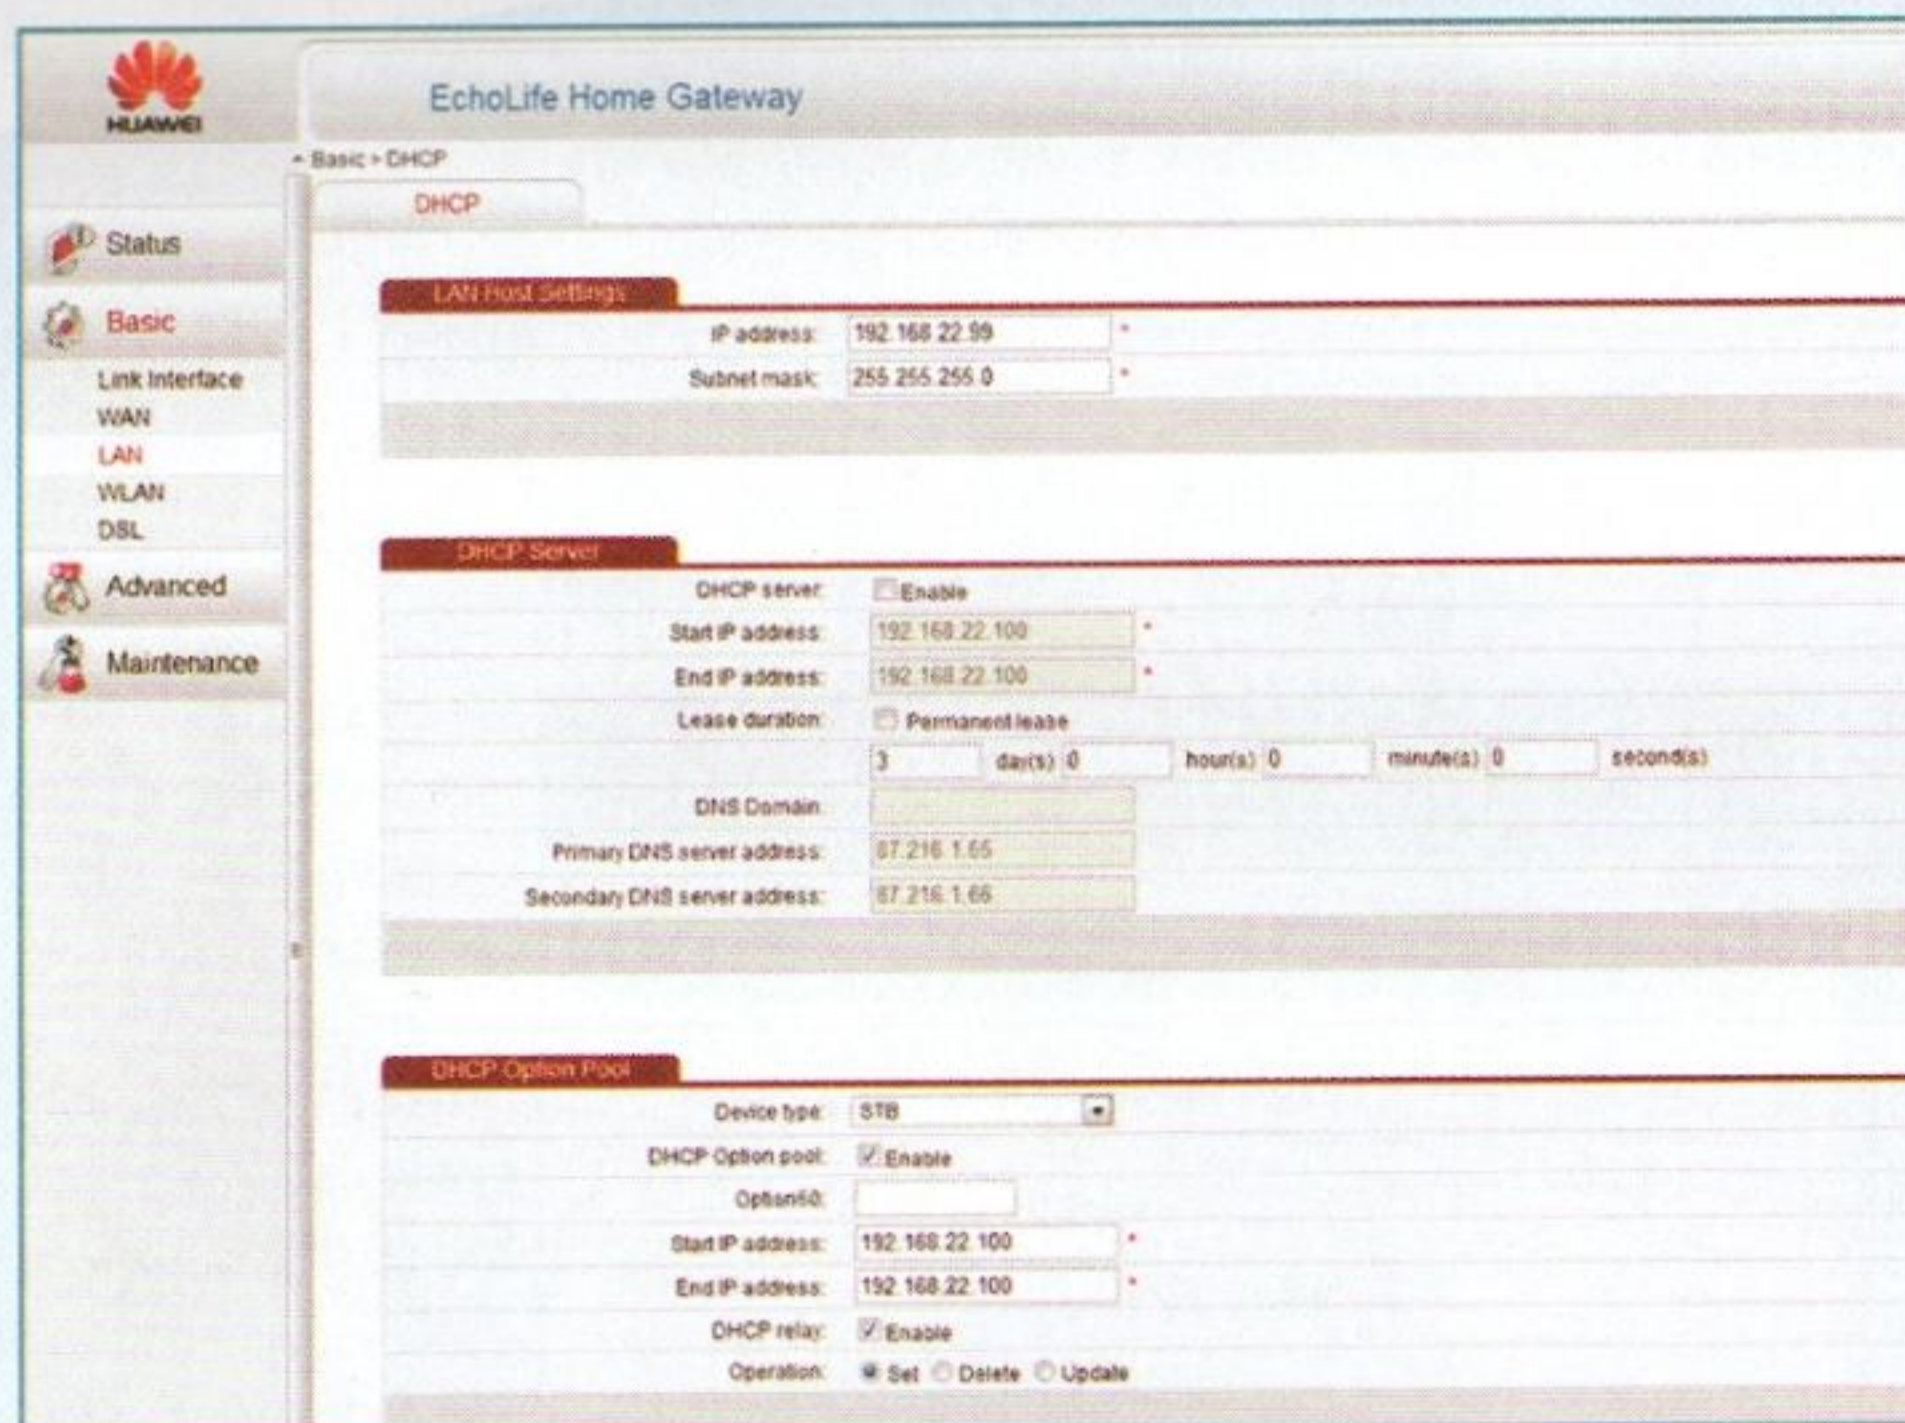 HUAWEI
EchoLife Home Gateway
Basic > DHCP
DHCP
Status
Basic
Link Interface
WAN
LAN
WLAN
DSL
Advanced
Maintenance
LAN Host Settings
IP address: 192.168.22.99 *
Subnet mask: 255.255.255.0 *
DHCP Server
DHCP server: Enable
Start IP address: 192.168.22.100 *
End IP address: 192.168.22.100 *
Lease duration: Permanent lease
3 day(s) 0 hour(s) 0 minute(s) 0 second(s)
DNS Domain:
Primary DNS server address: 87.216.1.65
Secondary DNS server address: 87.216.1.66
DHCP Option Pool
Device type: STB
DHCP Option pool: Enable
Option60:
Start IP address: 192.168.22.100 *
End IP address: 192.168.22.100 *
DHCP relay: Enable
Operation: Set Delete Update